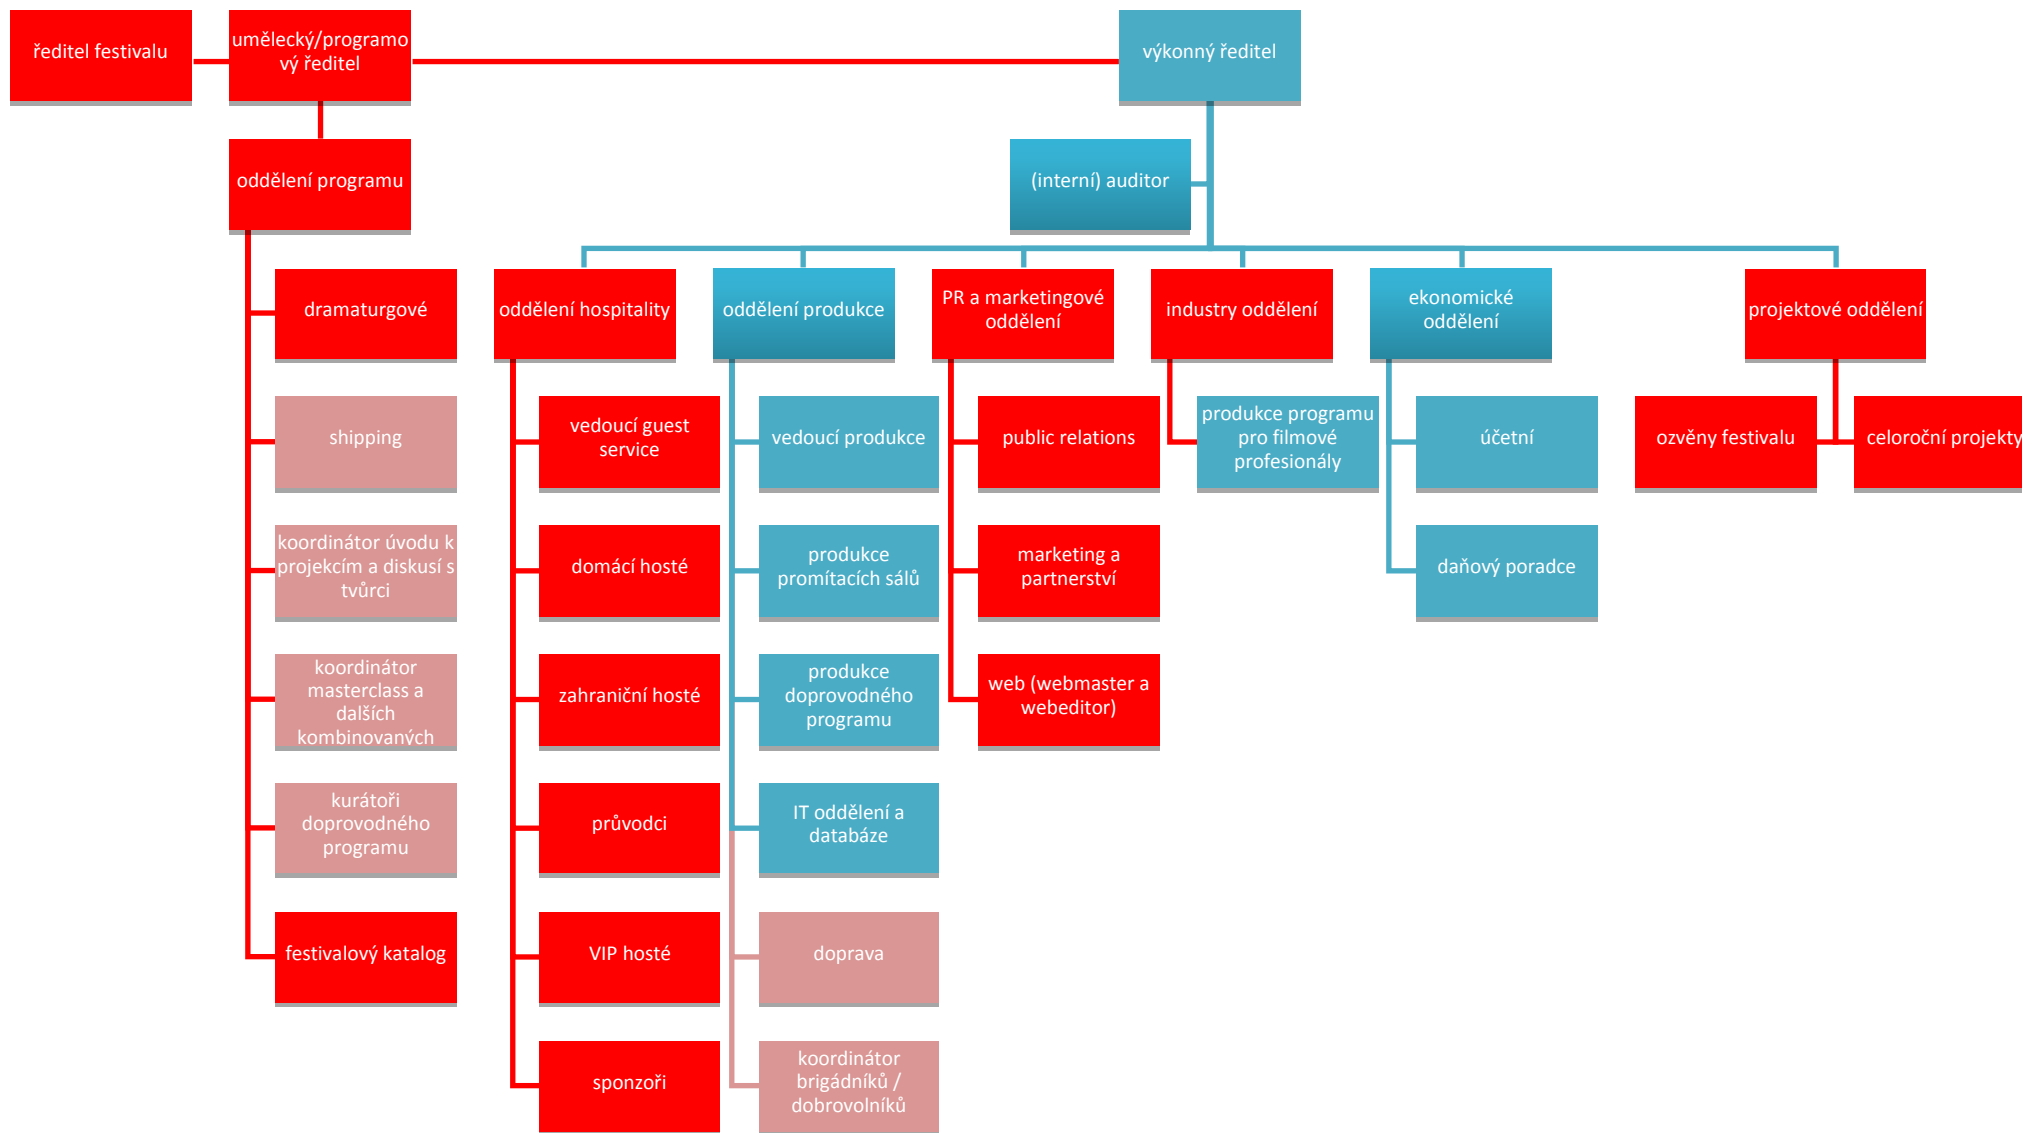 ředitel festivalu
umělecký/programo
vý ředitel
výkonný ředitel
oddělení programu
(interní) auditor
dramaturgové
oddělení hospitality
oddělení produkce
PR a marketingové
oddělení
industry oddělení
ekonomické
oddělení
projektové oddělení
shipping
vedoucí guest
service
vedoucí produkce
public relations
produkce programu
pro filmové
profesionály
účetní
ozvěny festivalu
celoroční projekty
koordinátor úvodu k
projekcím a diskusí s
tvůrci
domácí hosté
produkce
promítacích sálů
marketing a
partnerství
daňový poradce
koordinátor
masterclass a
dalších
kombinovaných
zahraniční hosté
produkce
doprovodného
programu
web (webmaster a
webeditor)
kurátoři
doprovodného
programu
průvodci
IT oddělení a
databáze
festivalový katalog
VIP hosté
doprava
sponzoři
koordinátor
brigádníků /
dobrovolníků